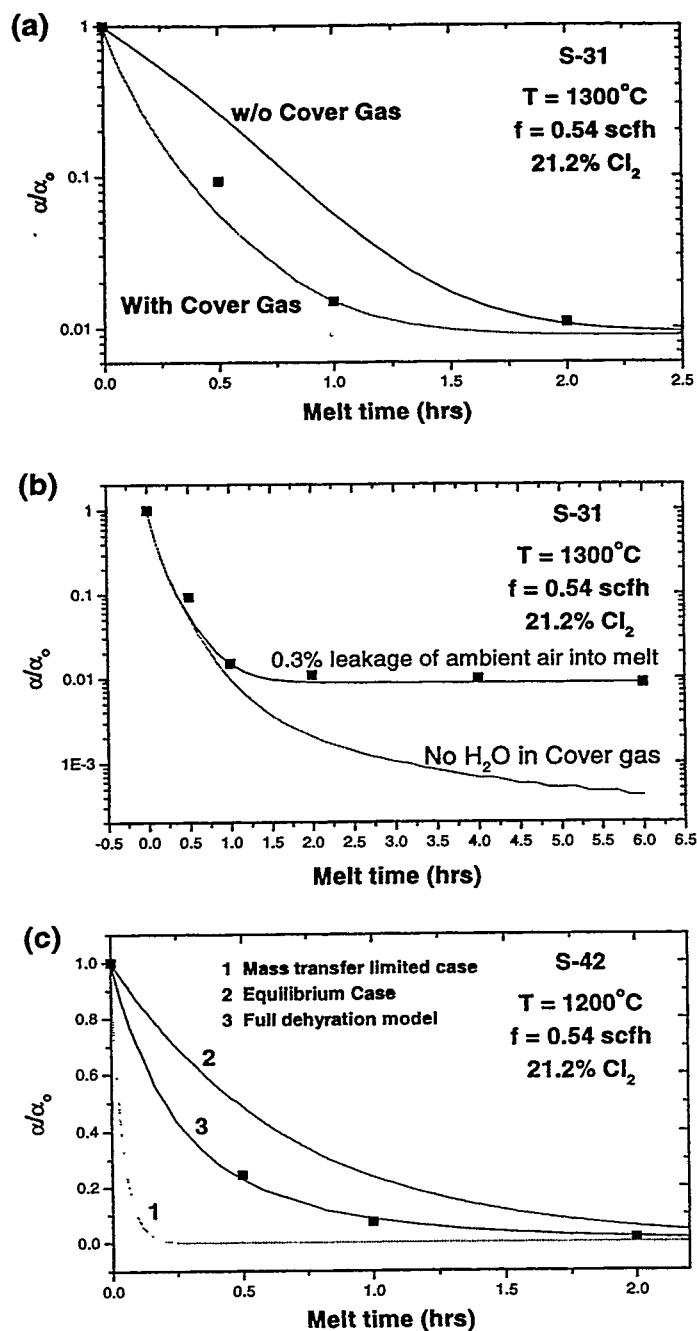 (a)
1
0.1
0.01
α/α₀
S-31
T = 1300°C
f = 0.54 scfh
21.2% Cl₂
w/o Cover Gas
With Cover Gas
0.0 0.5 1.0 1.5 2.0 2.5
Melt time (hrs)
(b)
1
0.1
0.01
1E-3
α/α₀
S-31
T = 1300°C
f = 0.54 scfh
21.2% Cl₂
0.3% leakage of ambient air into melt
No H₂O in Cover gas
-0.5 0.0 0.5 1.0 1.5 2.0 2.5 3.0 3.5 4.0 4.5 5.0 5.5 6.0 6.5
Melt time (hrs)
(c)
1.0
0.8
0.6
0.4
0.2
0.0
α/α₀
1 Mass transfer limited case
2 Equilibrium Case
3 Full dehyration model
S-42
T = 1200°C
f = 0.54 scfh
21.2% Cl₂
2
3
1
0.0 0.5 1.0 1.5 2.0
Melt time (hrs)